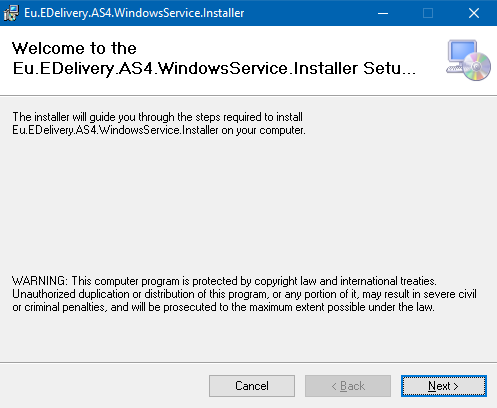 Eu.EDelivery.AS4.WindowsService.Installer
Welcome to the
Eu.EDelivery.AS4.WindowsService.Installer Setu...
The installer will guide you through the steps required to install
Eu.EDelivery.AS4.WindowsService.Installer on your computer.
WARNING: This computer program is protected by copyright law and international treaties.
Unauthorized duplication or distribution of this program, or any portion of it, may result in severe civil
or criminal penalties, and will be prosecuted to the maximum extent possible under the law.
Cancel
< Back
Next >